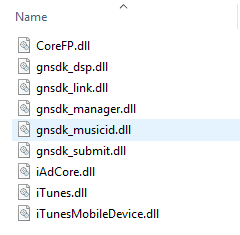 Name
CoreFP.dll
gnsdk_dsp.dll
gnsdk_link.dll
gnsdk_manager.dll
gnsdk_musicid.dll
gnsdk_submit.dll
iAdCore.dll
iTunes.dll
iTunesMobileDevice.dll